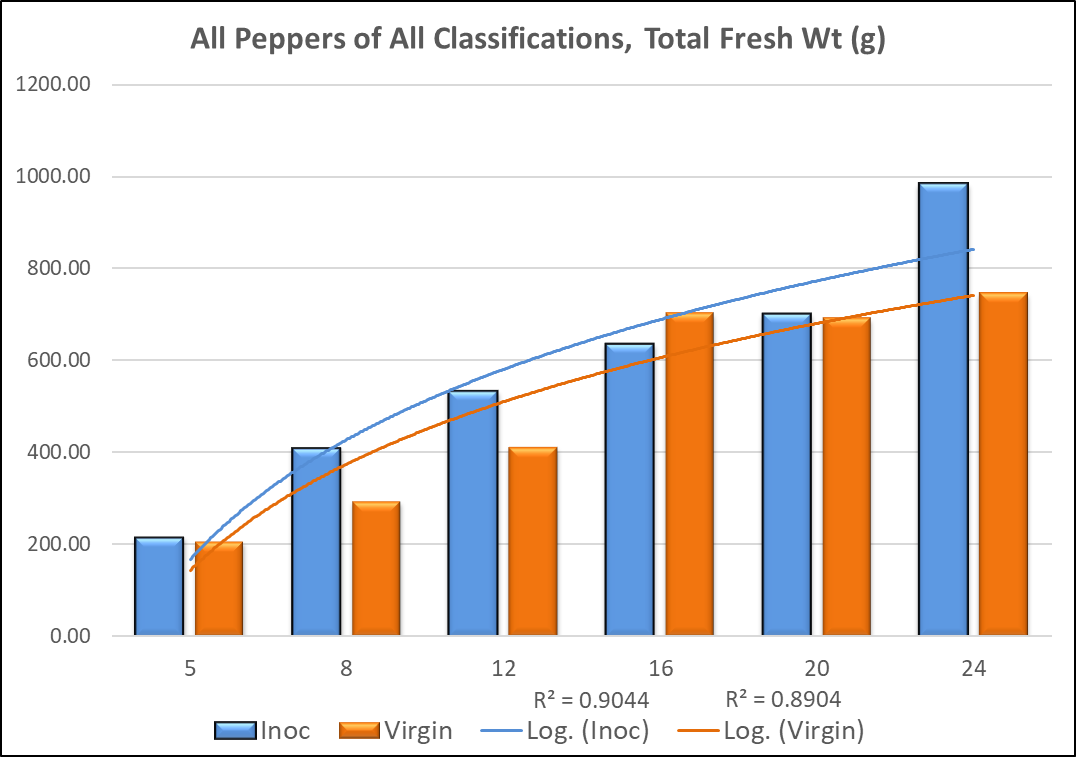 All Peppers of All Classifications, Total Fresh Wt (g)
1200.00
1000.00
800.00
600.00
400.00
200.00
0.00
5 8 12 16 20 24
R² = 0.9044 R² = 0.8904
Inoc Virgin Log. (Inoc) Log. (Virgin)